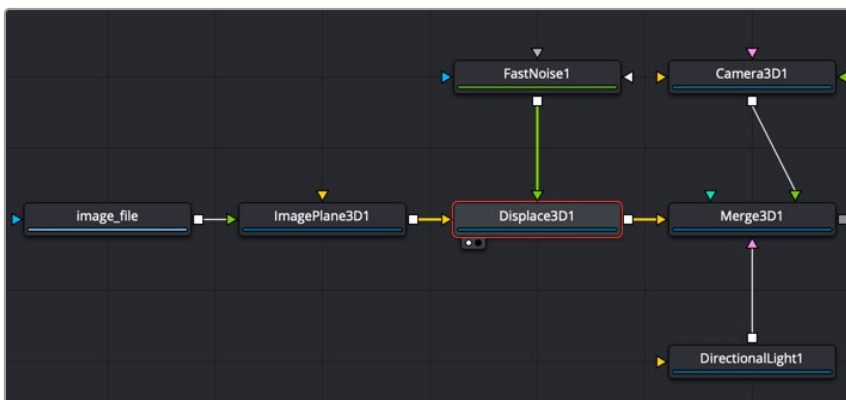 FastNoise1
Camera3D1
image_file
ImagePlane3D1
Displace3D1
Merge3D1
DirectionalLight1